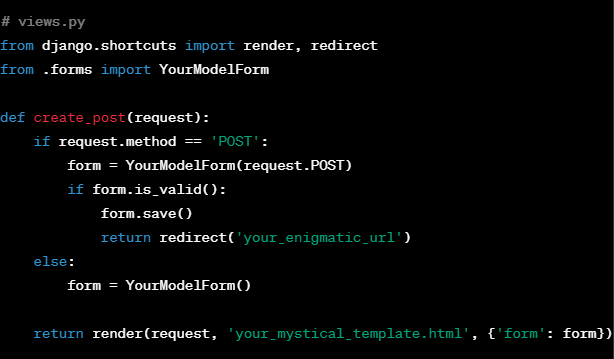 # views.py
from django.shortcuts import render, redirect
from .forms import YourModelForm
def create_post(request):
    if request.method == 'POST':
        form = YourModelForm(request.POST)
        if form.is_valid():
            form.save()
            return redirect('your_enigmatic_url')
    else:
        form = YourModelForm()
    return render(request, 'your_mystical_template.html', {'form': form})